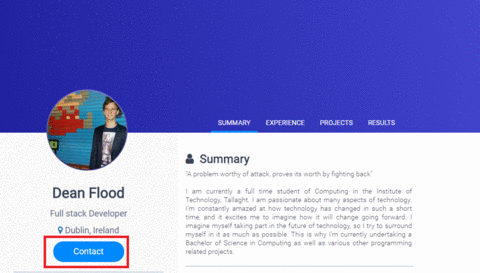 SUMMARY EXPERIENCE PROJECTS RESULTS
Summary
"A problem worthy of attack; proves its worth by fighting back"
I am currently a full time student of Computing in the Institute of
Technology, Tallaght. I am passionate about many aspects of technology.
I'm constantly amazed at how technology has changed in such a short
time, and it excites me to imagine how it will change going forward. I
imagine myself taking part in the future of technology, so I try to surround
myself in it as much as possible. This is why I'm currently undertaking a
Bachelor of Science in Computing as well as various other programming
related projects.
Dean Flood
Full stack Developer
Dublin, Ireland
Contact